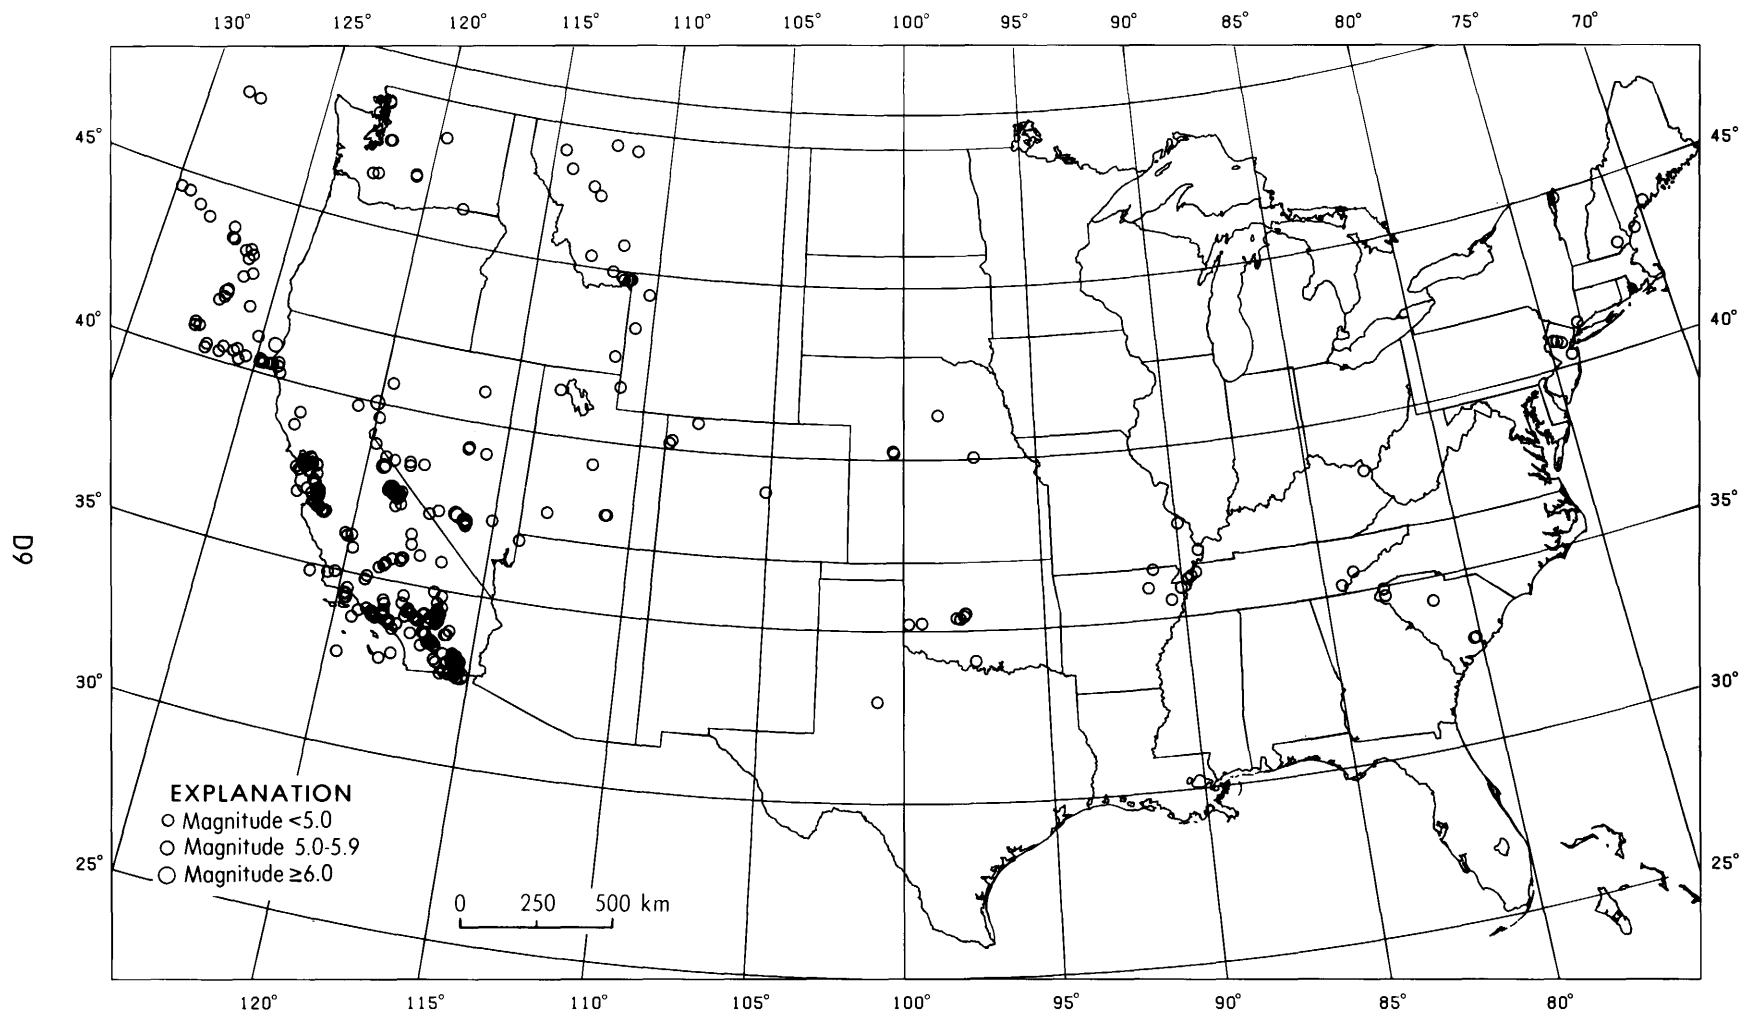 130° 125° 120° 115° 110° 105° 100° 95° 90° 85° 80° 75° 70°
45° 45°
40° 40°
35° 35°
D9
30° 30°
EXPLANATION
Magnitude <5.0
Magnitude 5.0-5.9
25° 25°
Magnitude ≥6.0
0 250 500 km
120° 115° 110° 105° 100° 95° 90° 85° 80°